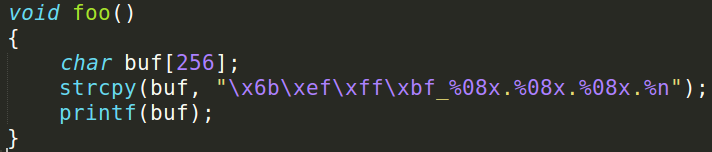 void foo()
{
char buf[256];
strcpy(buf, "\x6b\xef\xff\xbf_%08x.%08x.%08x.%n");
printf(buf);
}